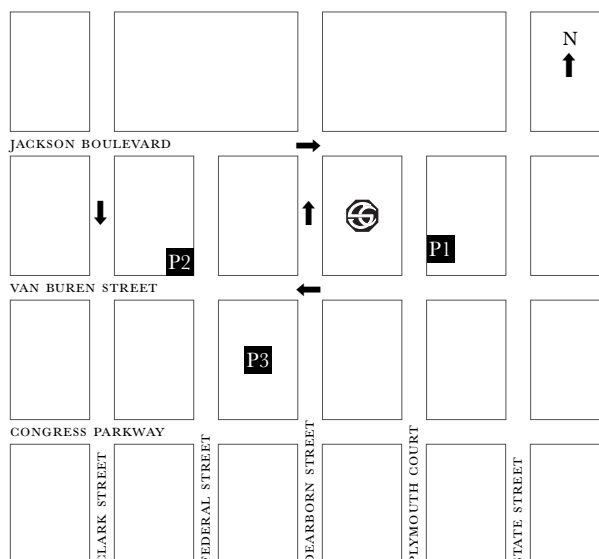 N
JACKSON BOULEVARD
P1
P2
VAN BUREN STREET
P3
CONGRESS PARKWAY
CLARK STREET
FEDERAL STREET
DEARBORN STREET
PLYMOUTH COURT
STATE STREET